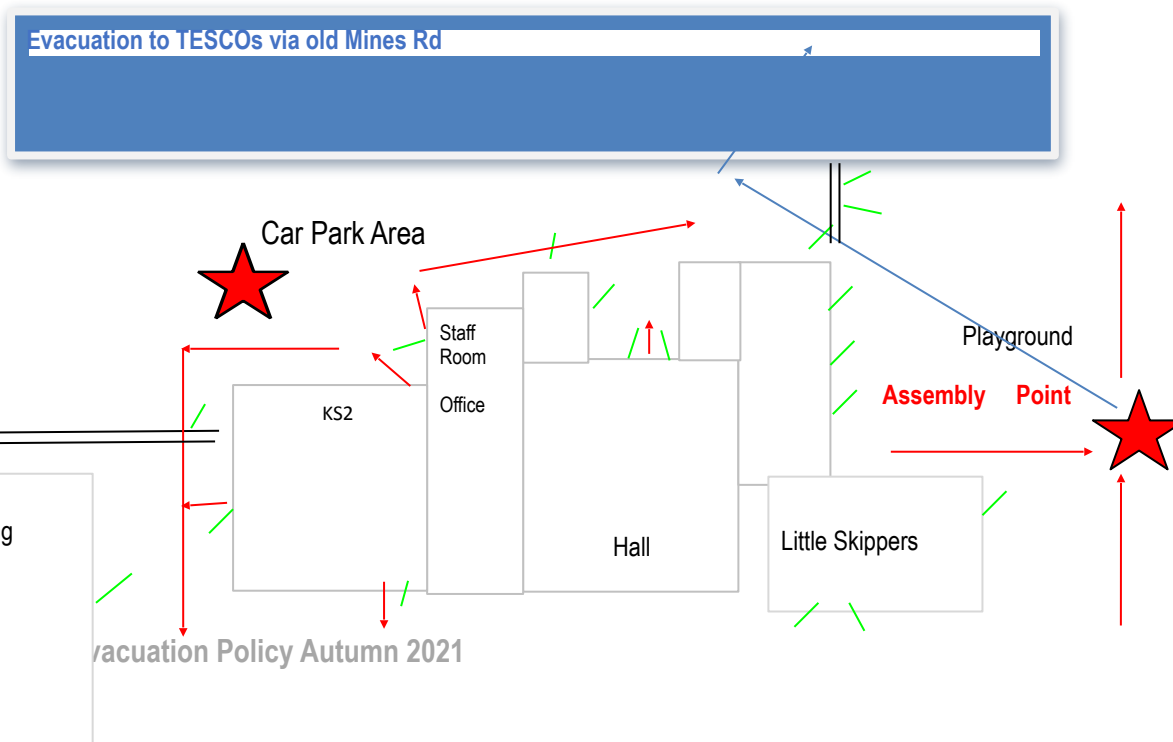 Evacuation to TESCOs via old Mines Rd
Car Park Area
Staff
Room
Playground
Assembly Point
KS2
Office
g
Hall
Little Skippers
vacuation Policy Autumn 2021